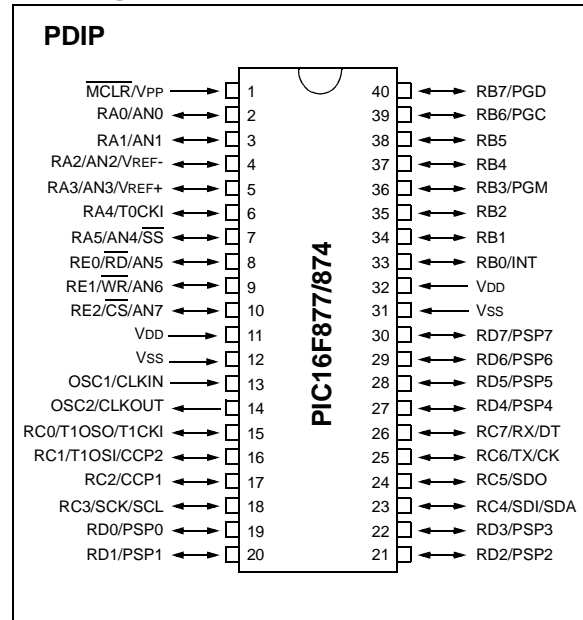 PDIP
MCLR/VPP 1 40 RB7/PGD
RA0/AN0 2 39 RB6/PGC
RA1/AN1 3 38 RB5
RA2/AN2/VREF- 4 37 RB4
RA3/AN3/VREF+ 5 36 RB3/PGM
RA4/T0CKI 6 35 RB2
RA5/AN4/SS 7 34 RB1
RE0/RD/AN5 8 33 RB0/INT
RE1/WR/AN6 9 32 VDD
RE2/CS/AN7 10 31 VSS
VDD 11 30 RD7/PSP7
VSS 12 29 RD6/PSP6
OSC1/CLKIN 13 28 RD5/PSP5
OSC2/CLKOUT 14 27 RD4/PSP4
RC0/T1OSO/T1CKI 15 26 RC7/RX/DT
RC1/T1OSI/CCP2 16 25 RC6/TX/CK
RC2/CCP1 17 24 RC5/SDO
RC3/SCK/SCL 18 23 RC4/SDI/SDA
RD0/PSP0 19 22 RD3/PSP3
RD1/PSP1 20 21 RD2/PSP2
PIC16F877/874